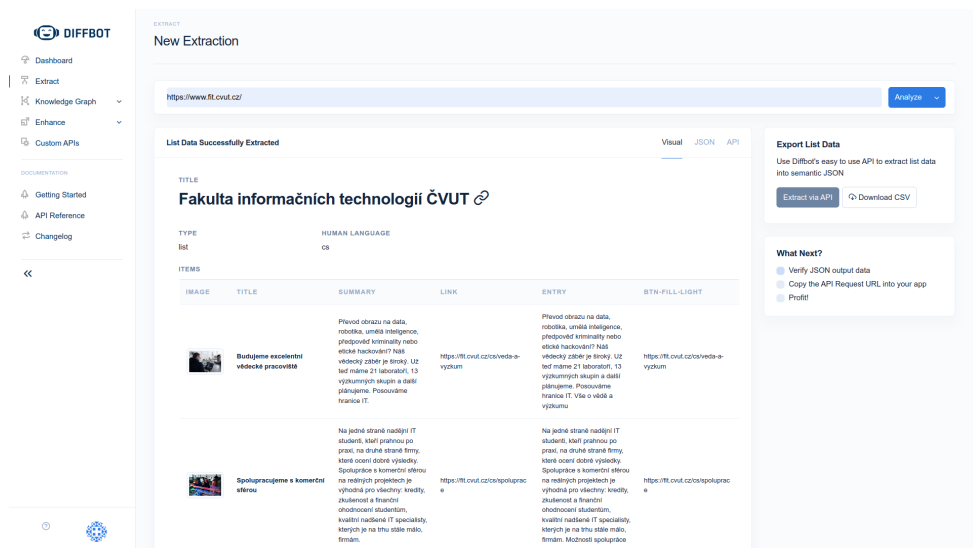 DIFFBOT
Dashboard
Extract
Knowledge Graph
Enhance
Custom APIs
DOCUMENTATION
Getting Started
API Reference
Changelog
EXTRACT
New Extraction
https://www.fit.cvut.cz/
Analyze
List Data Successfully Extracted
Visual JSON API
TITLE
Fakulta informačních technologií ČVUT
TYPE HUMAN LANGUAGE
list cs
ITEMS
IMAGE TITLE SUMMARY LINK ENTRY BTN-FILL-LIGHT
Budujeme excelentní
vědecké pracoviště
Převod obrazu na data,
robotika, umělá inteligence,
předpověď kriminality nebo
etické hackování? Náš
vědecký záběr je široký. Už
teď máme 21 laboratoří, 13
výzkumných skupin a další
plánujeme. Posouváme
hranice IT.
https://fit.cvut.cz/cs/veda-a-
vyzkum
Převod obrazu na data,
robotika, umělá inteligence,
předpověď kriminality nebo
etické hackování? Náš
vědecký záběr je široký. Už
teď máme 21 laboratoří, 13
výzkumných skupin a další
plánujeme. Posouváme
hranice IT. Vše o vědě a
výzkumu
https://fit.cvut.cz/cs/veda-a-
vyzkum
Spolupracujeme s komerční
sférou
Na jedné straně nadějní IT
studenti, kteří prahnou po
praxi, na druhé straně firmy,
které ocení dobré výsledky.
Spolupráce s komerční sférou
na reálných projektech je
výhodná pro všechny: kredity,
zkušenost a finanční
ohodnocení studentům,
kvalitní nadšené IT specialisty,
kterých je na trhu stále málo,
firmám.
https://fit.cvut.cz/cs/spoluprac
e
Na jedné straně nadějní IT
studenti, kteří prahnou po
praxi, na druhé straně firmy,
které ocení dobré výsledky.
Spolupráce s komerční sférou
na reálných projektech je
výhodná pro všechny: kredity,
zkušenost a finanční
ohodnocení studentům,
kvalitní nadšené IT specialisty,
kterých je na trhu stále málo,
firmám. Možnosti spolupráce
https://fit.cvut.cz/cs/spoluprac
e
Export List Data
Use Diffbot's easy to use API to extract list data
into semantic JSON
Extract via API Download CSV
What Next?
Verify JSON output data
Copy the API Request URL into your app
Profit!